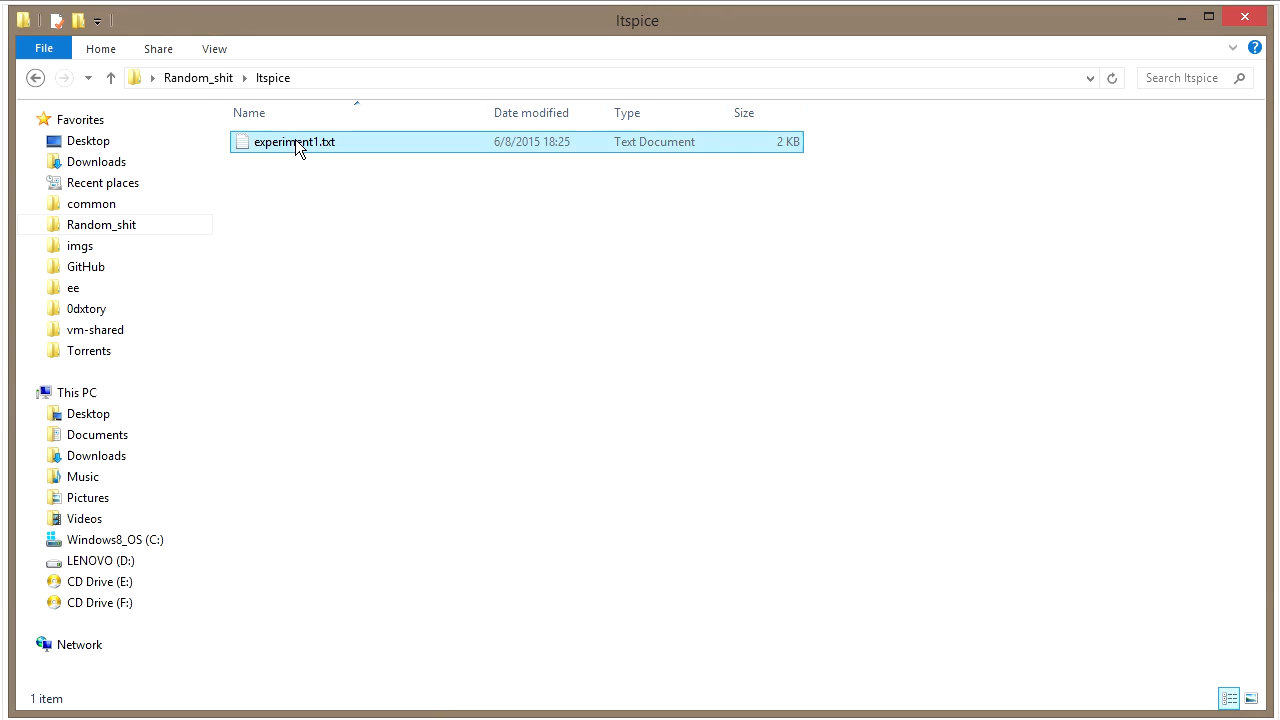 ltspice
File Home Share View
Random_shit ltspice Search ltspice
Name Date modified Type Size
experiment1.txt 6/8/2015 18:25 Text Document 2 KB
Favorites
Desktop
Downloads
Recent places
common
Random_shit
imgs
GitHub
ee
0dxtory
vm-shared
Torrents
This PC
Desktop
Documents
Downloads
Music
Pictures
Videos
Windows8_OS (C:)
LENOVO (D:)
CD Drive (E:)
CD Drive (F:)
Network
1 item